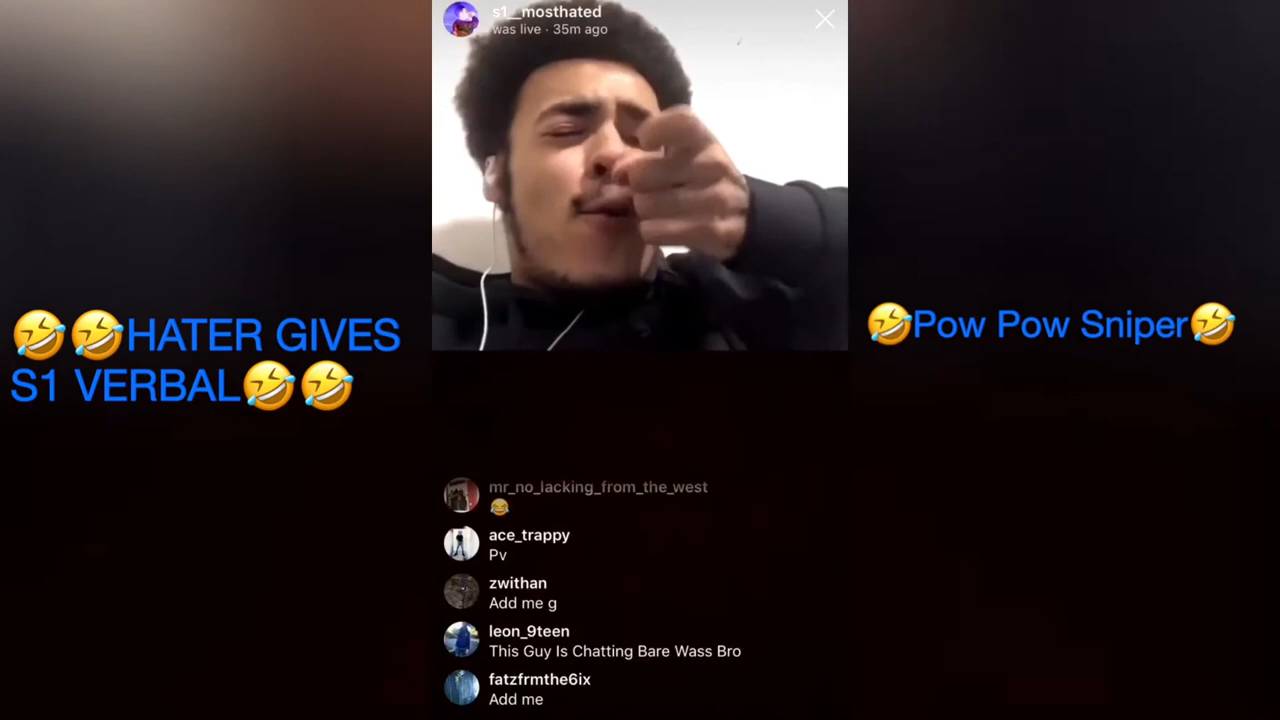 s1__mosthated
was live · 35m ago
🤣🤣HATER GIVES
S1 VERBAL🤣🤣
🤣Pow Pow Sniper🤣
mr_no_lacking_from_the_west
😂
ace_trappy
Pv
zwithan
Add me g
leon_9teen
This Guy Is Chatting Bare Wass Bro
fatzfrmthe6ix
Add me